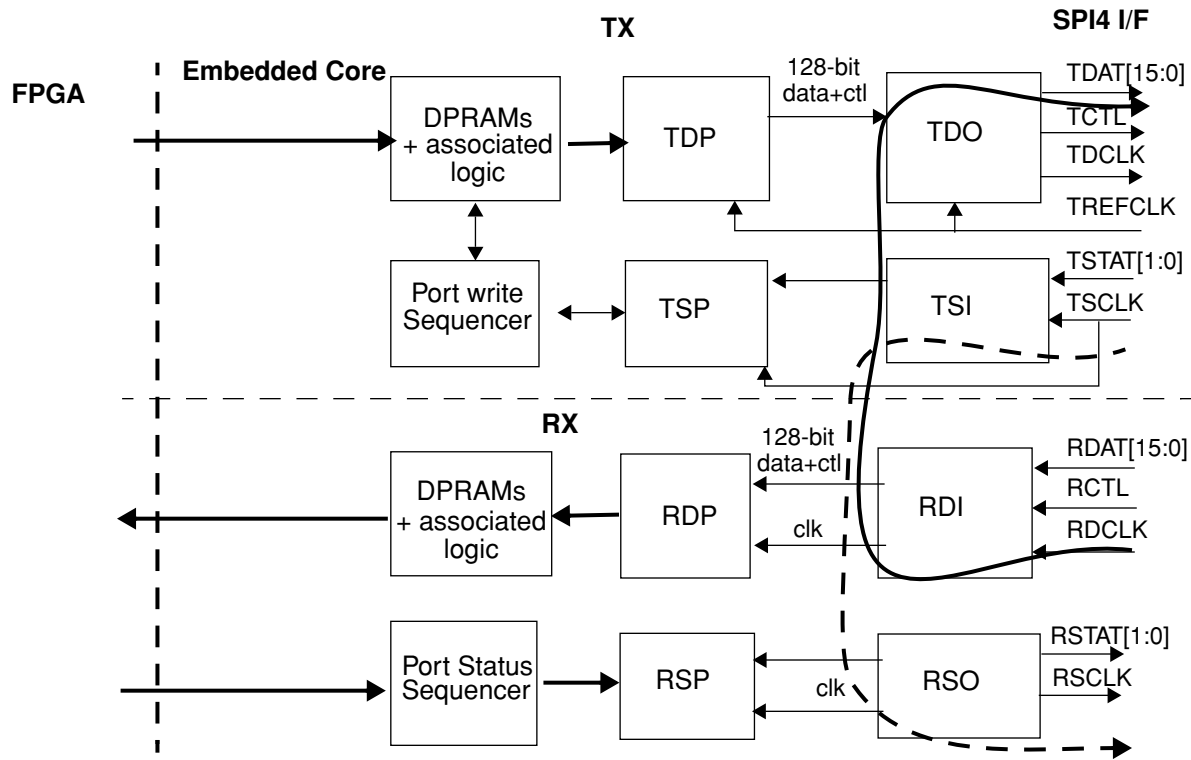 TX
SPI4 I/F
FPGA
Embedded Core
DPRAMs
+ associated
logic
TDP
128-bit
data+ctl
TDO
TDAT[15:0]
TCTL
TDCLK
TREFCLK
Port write
Sequencer
TSP
TSI
TSTAT[1:0]
TSCLK
RX
DPRAMs
+ associated
logic
RDP
128-bit
data+ctl
clk
RDI
RDAT[15:0]
RCTL
RDCLK
Port Status
Sequencer
RSP
clk
RSO
RSTAT[1:0]
RSCLK